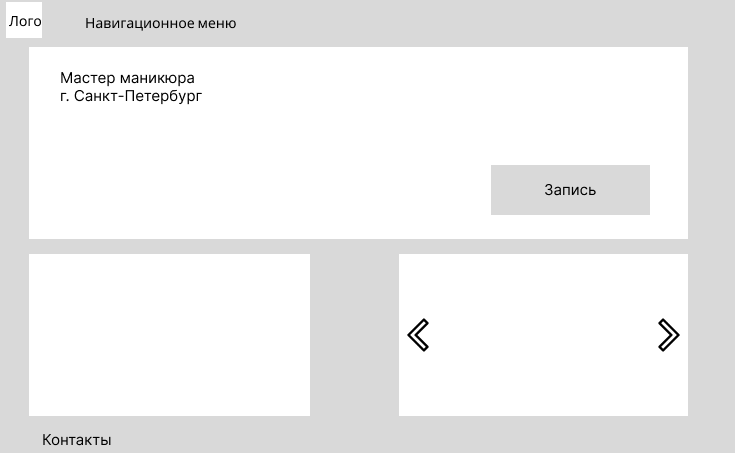 Лого
Навигационное меню
Мастер маникюра
г. Санкт-Петербург
Запись
Контакты